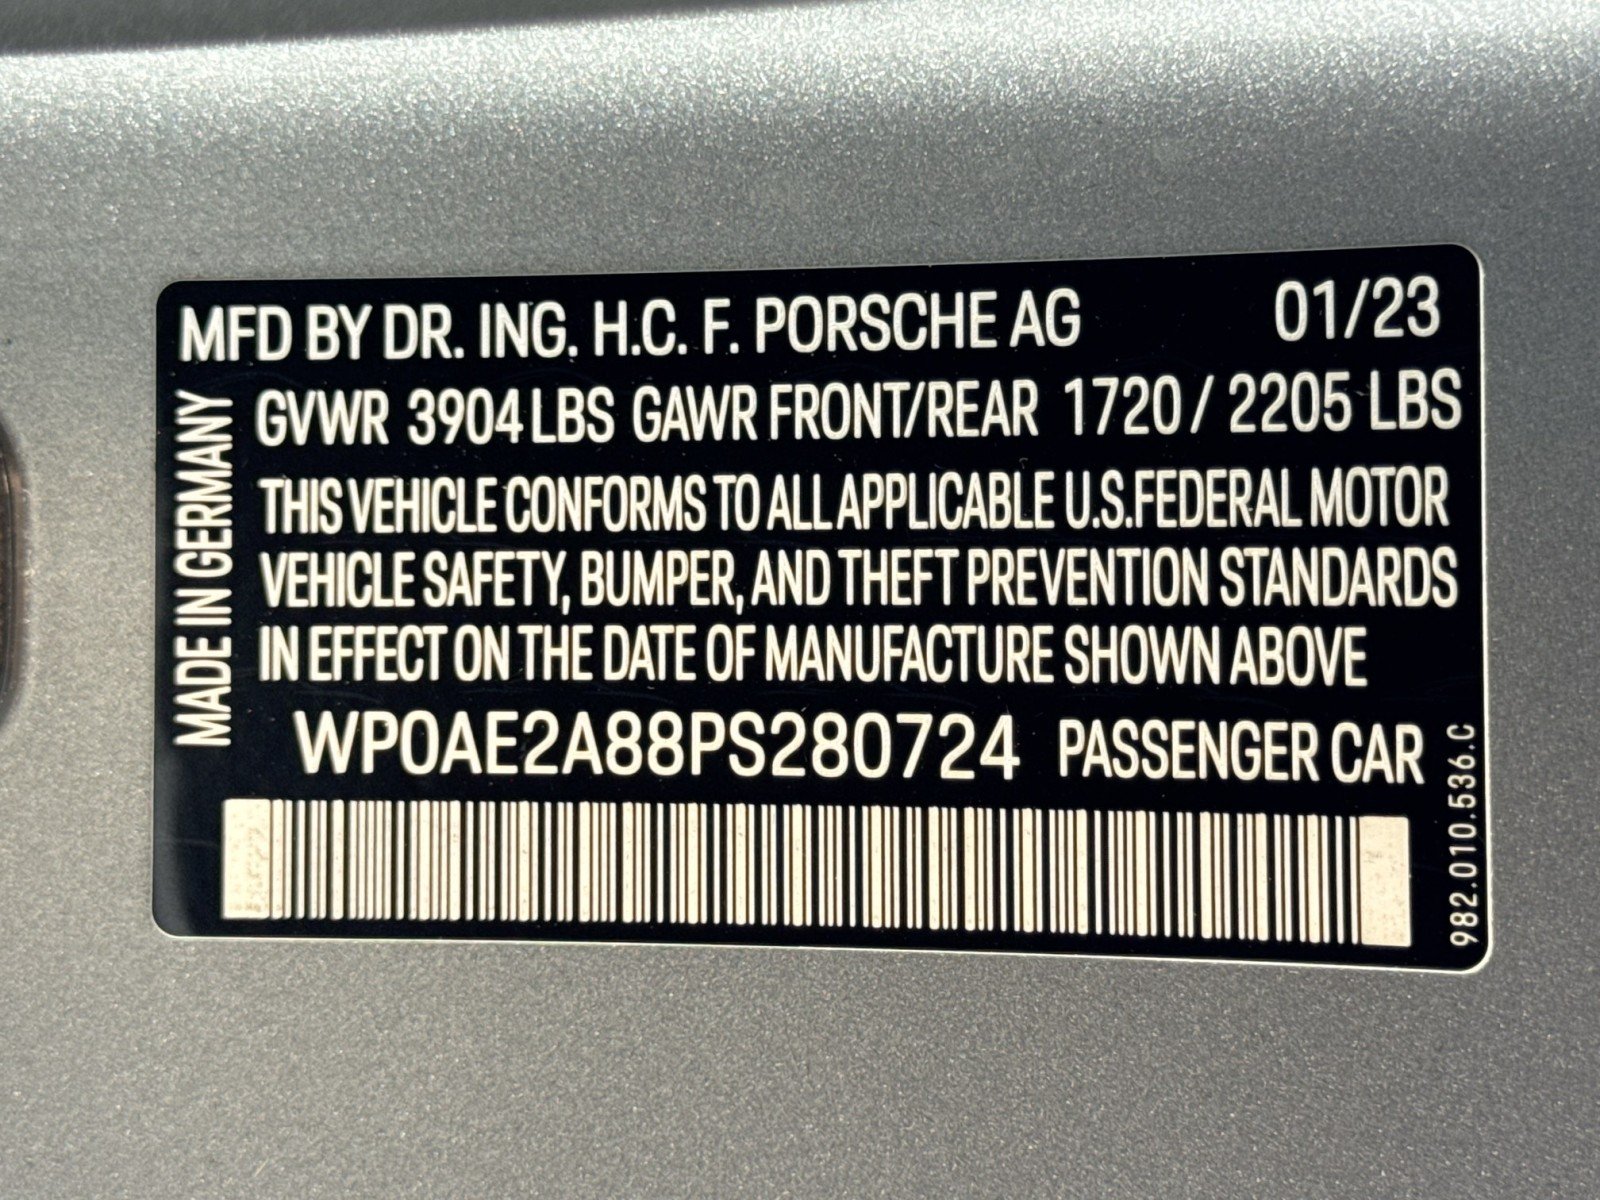 MFD BY DR. ING. H.C. F. PORSCHE AG 01/23
GVWR 3904 LBS GAWR FRONT/REAR 1720 / 2205 LBS
THIS VEHICLE CONFORMS TO ALL APPLICABLE U.S.FEDERAL MOTOR
VEHICLE SAFETY, BUMPER, AND THEFT PREVENTION STANDARDS
IN EFFECT ON THE DATE OF MANUFACTURE SHOWN ABOVE
WP0AE2A88PS280724 PASSENGER CAR
MADE IN GERMANY
982.010.536.C